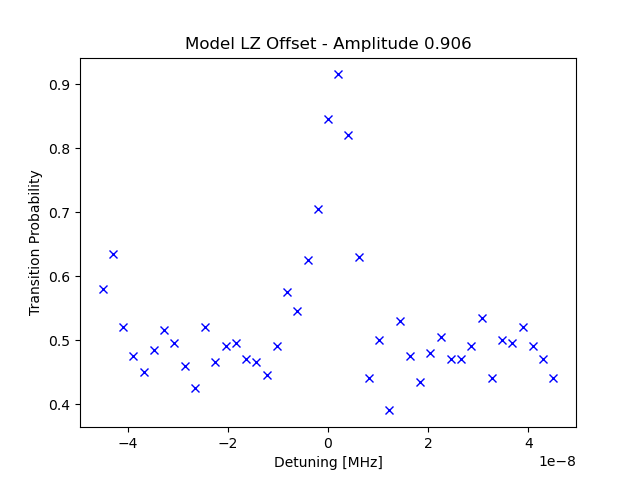 Model LZ Offset - Amplitude 0.906
Transition Probability
0.9
0.8
0.7
0.6
0.5
0.4
−4
−2
0
2
4
1e−8
Detuning [MHz]